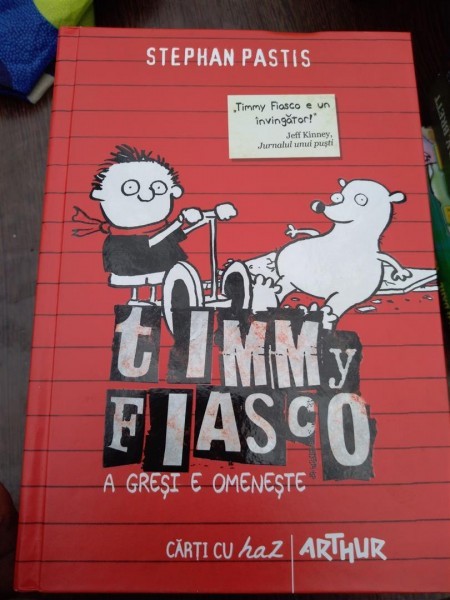 STEPHAN PASTIS
„Timmy Fiasco e un
învingător!"
Jeff Kinney,
Jurnalul unui puști
tIMMy
FIASCO
A GREȘI E OMENEȘTE
CĂRȚI CU haz | ARTHUR